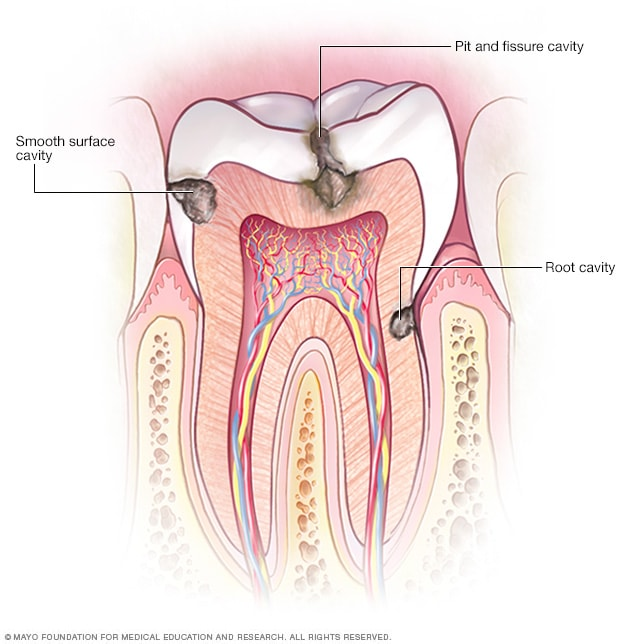 Pit and fissure cavity
Smooth surface
cavity
Root cavity
© MAYO FOUNDATION FOR MEDICAL EDUCATION AND RESEARCH. ALL RIGHTS RESERVED.